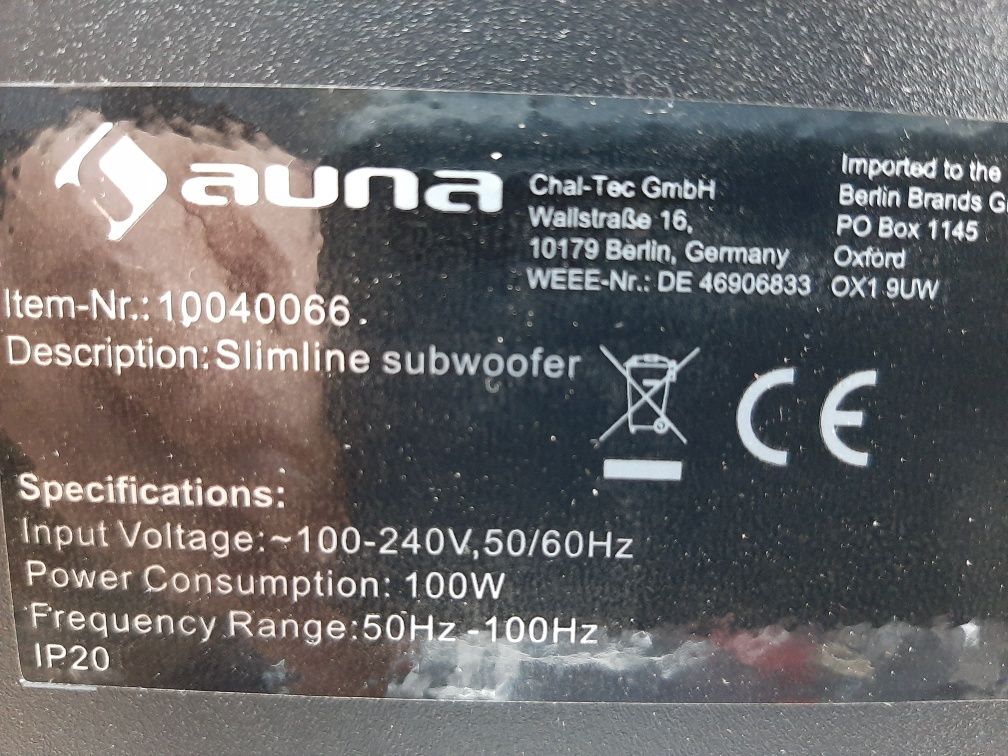 auna
Chal-Tec GmbH
Wallstraße 16,
10179 Berlin, Germany
WEEE-Nr.: DE 46906833
Imported to the
Berlin Brands G
PO Box 1145
Oxford
OX1 9UW
Item-Nr.: 10040066
Description: Slimline subwoofer
CE
Specifications:
Input Voltage:~100-240V,50/60Hz
Power Consumption: 100W
Frequency Range:50Hz -100Hz
IP20